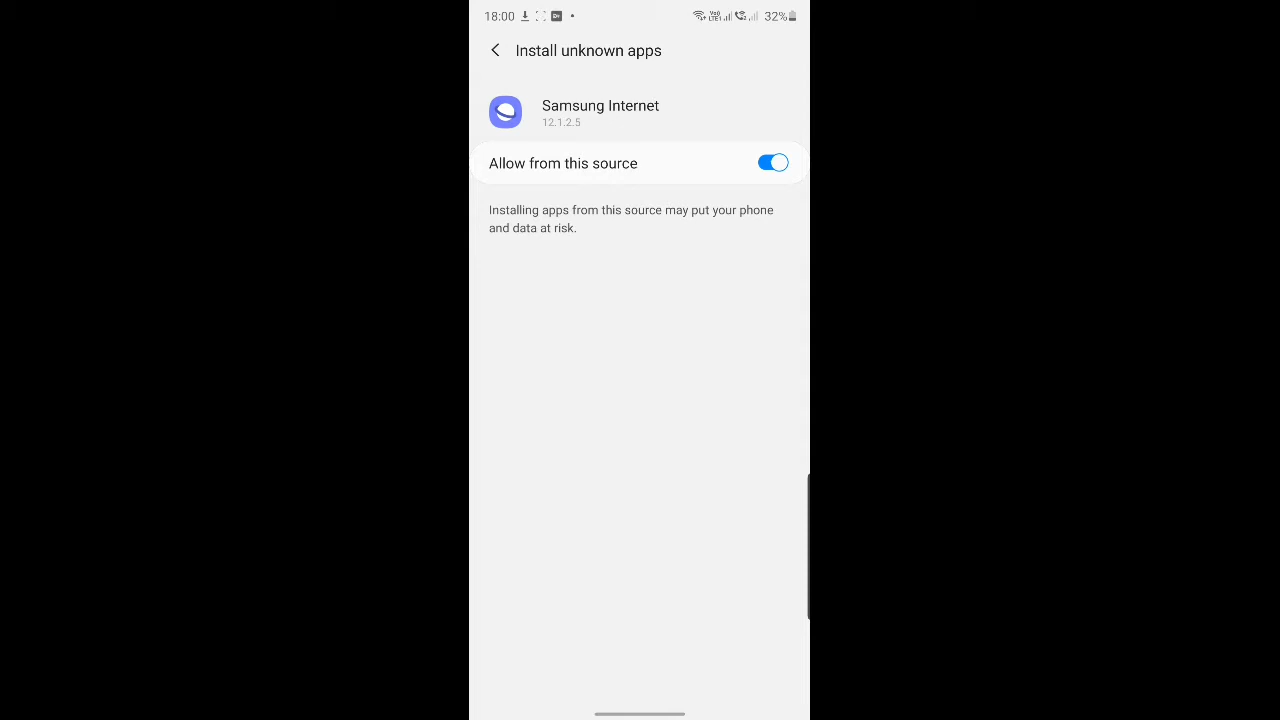 18:00 32%
Install unknown apps
Samsung Internet
12.1.2.5
Allow from this source
Installing apps from this source may put your phone
and data at risk.